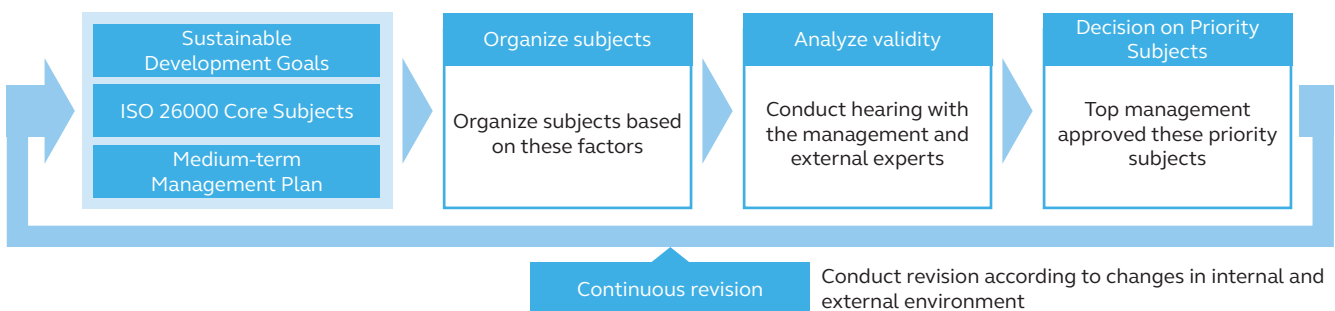 Sustainable
Development Goals
ISO 26000 Core Subjects
Medium-term
Management Plan
Organize subjects
Organize subjects based
on these factors
Analyze validity
Conduct hearing with
the management and
external experts
Decision on Priority
Subjects
Top management
approved these priority
subjects
Continuous revision
Conduct revision according to changes in internal and
external environment